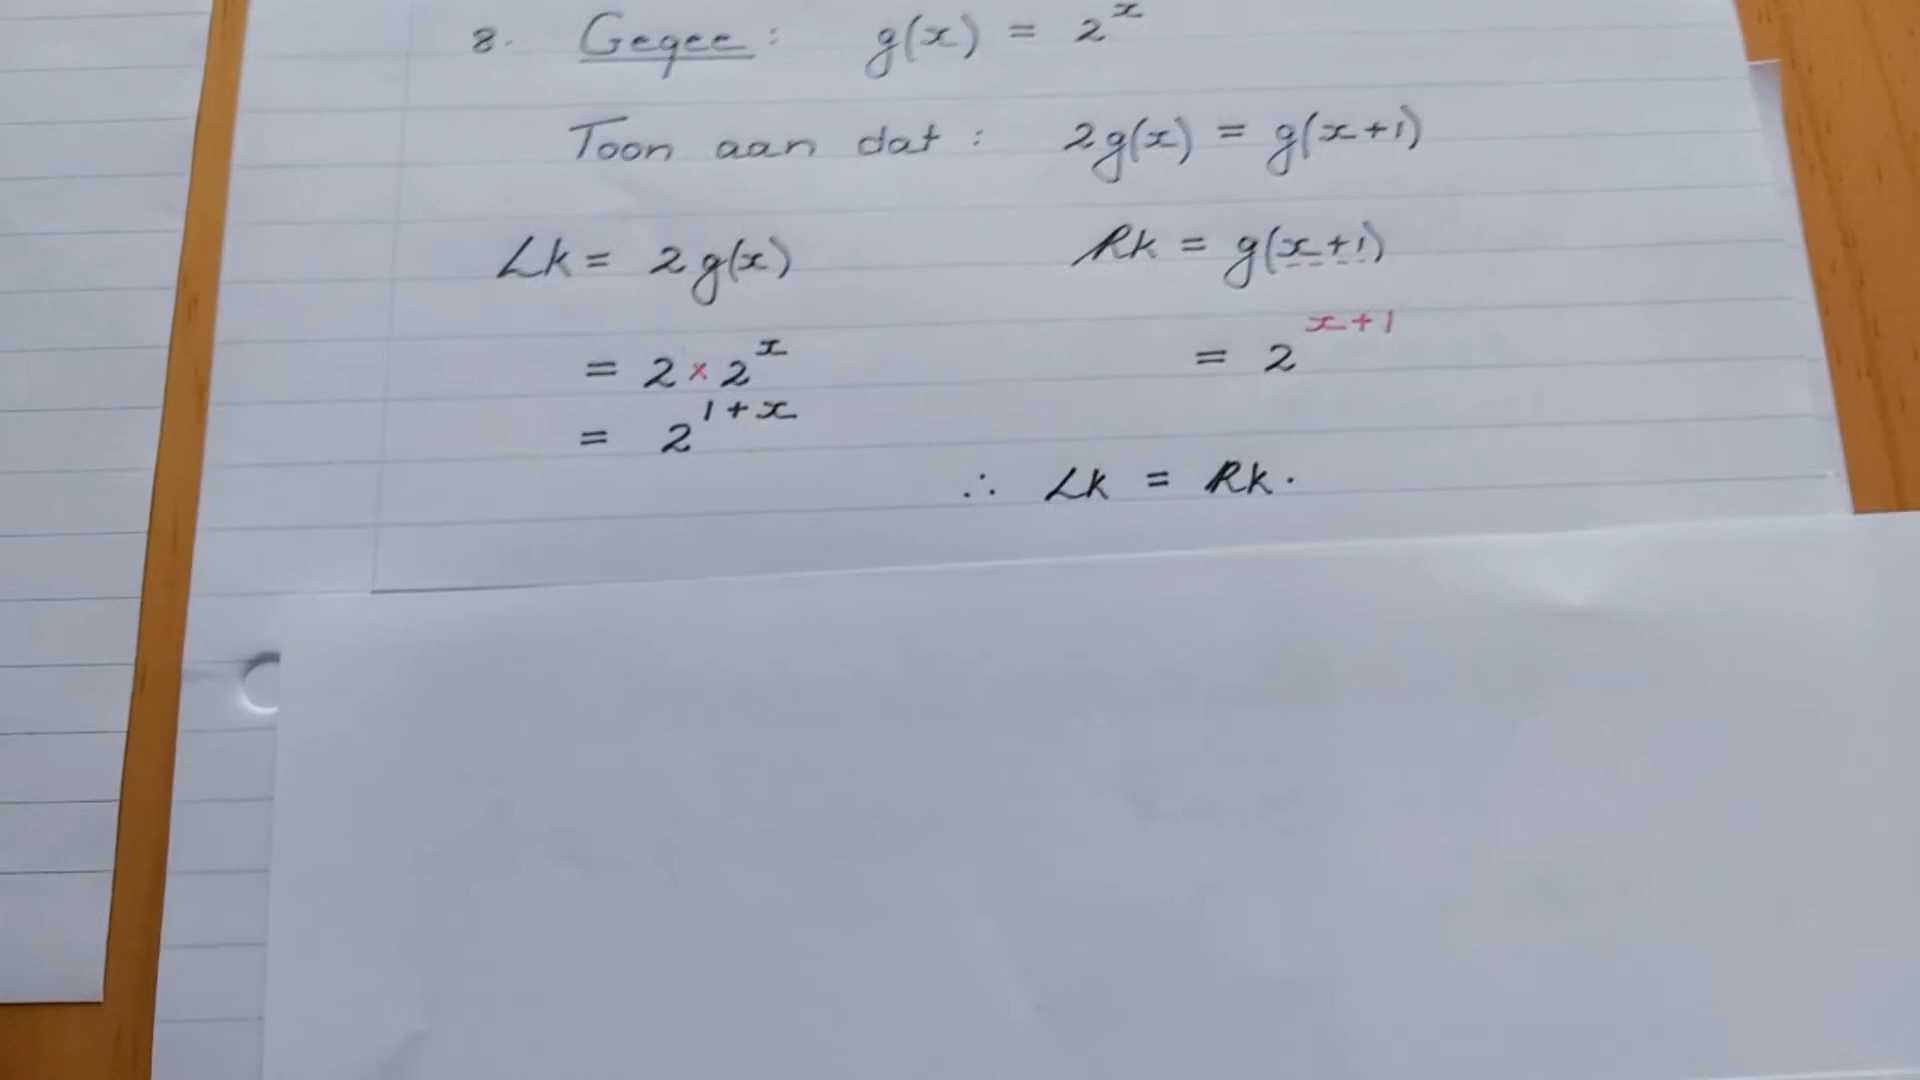 8. Gegee : g(x) = 2^x
Toon aan dat : 2g(x) = g(x+1)
Lk = 2g(x) Rk = g(x+1)
= 2 × 2^x = 2^(x+1)
= 2^(1+x)
∴ Lk = Rk.